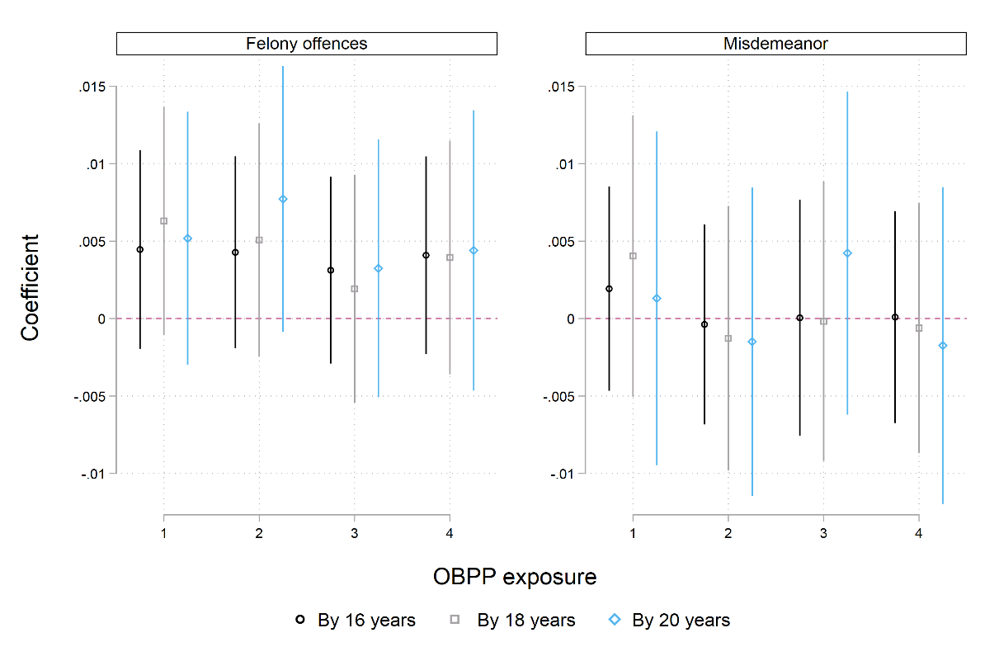 Felony offences
Misdemeanor
Coefficient
.015
.01
.005
0
-.005
-.01
1 2 3 4
.015
.01
.005
0
-.005
-.01
1 2 3 4
OBPP exposure
By 16 years By 18 years By 20 years